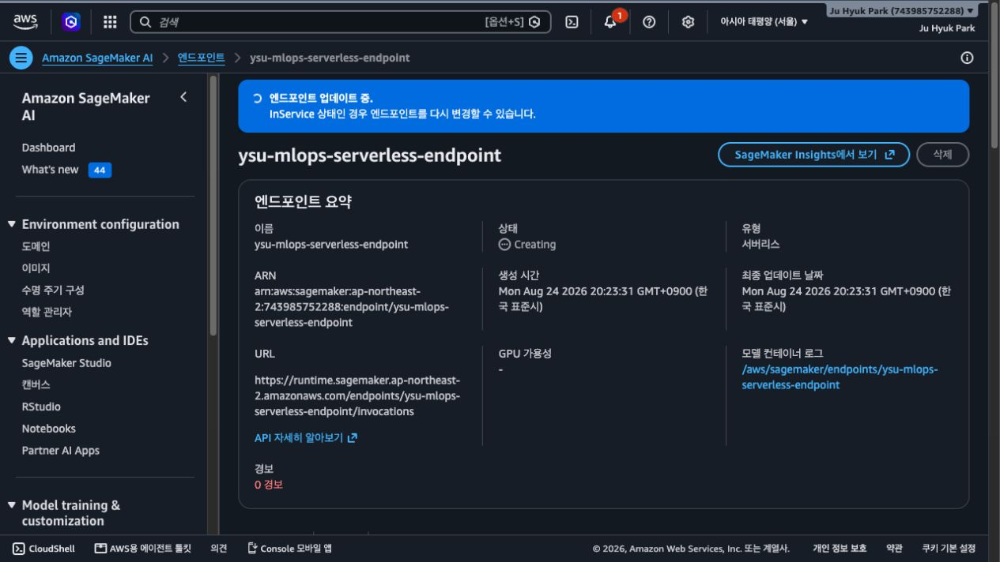 aws
검색
[옵션+S]
1
아시아 태평양 (서울)
Ju Hyuk Park (743985752288)
Ju Hyuk Park
Amazon SageMaker AI
엔드포인트
ysu-mlops-serverless-endpoint
Amazon SageMaker
AI
Dashboard
What's new 44
Environment configuration
도메인
이미지
수명 주기 구성
역할 관리자
Applications and IDEs
SageMaker Studio
캔버스
RStudio
Notebooks
Partner AI Apps
Model training &
customization
엔드포인트 업데이트 중.
InService 상태인 경우 엔드포인트를 다시 변경할 수 있습니다.
ysu-mlops-serverless-endpoint
SageMaker Insights에서 보기
삭제
엔드포인트 요약
이름
ysu-mlops-serverless-endpoint
상태
Creating
유형
서버리스
ARN
arn:aws:sagemaker:ap-northeast-
2:743985752288:endpoint/ysu-mlops-
serverless-endpoint
생성 시간
Mon Aug 24 2026 20:23:31 GMT+0900 (한
국 표준시)
최종 업데이트 날짜
Mon Aug 24 2026 20:23:31 GMT+0900 (한
국 표준시)
URL
https://runtime.sagemaker.ap-northeast-
2.amazonaws.com/endpoints/ysu-mlops-
serverless-endpoint/invocations
API 자세히 알아보기
GPU 가용성
-
모델 컨테이너 로그
/aws/sagemaker/endpoints/ysu-mlops-
serverless-endpoint
경보
0 경보
CloudShell
AWS용 에이전트 툴킷
의견
Console 모바일 앱
© 2026, Amazon Web Services, Inc. 또는 계열사.
개인 정보 보호
약관
쿠키 기본 설정